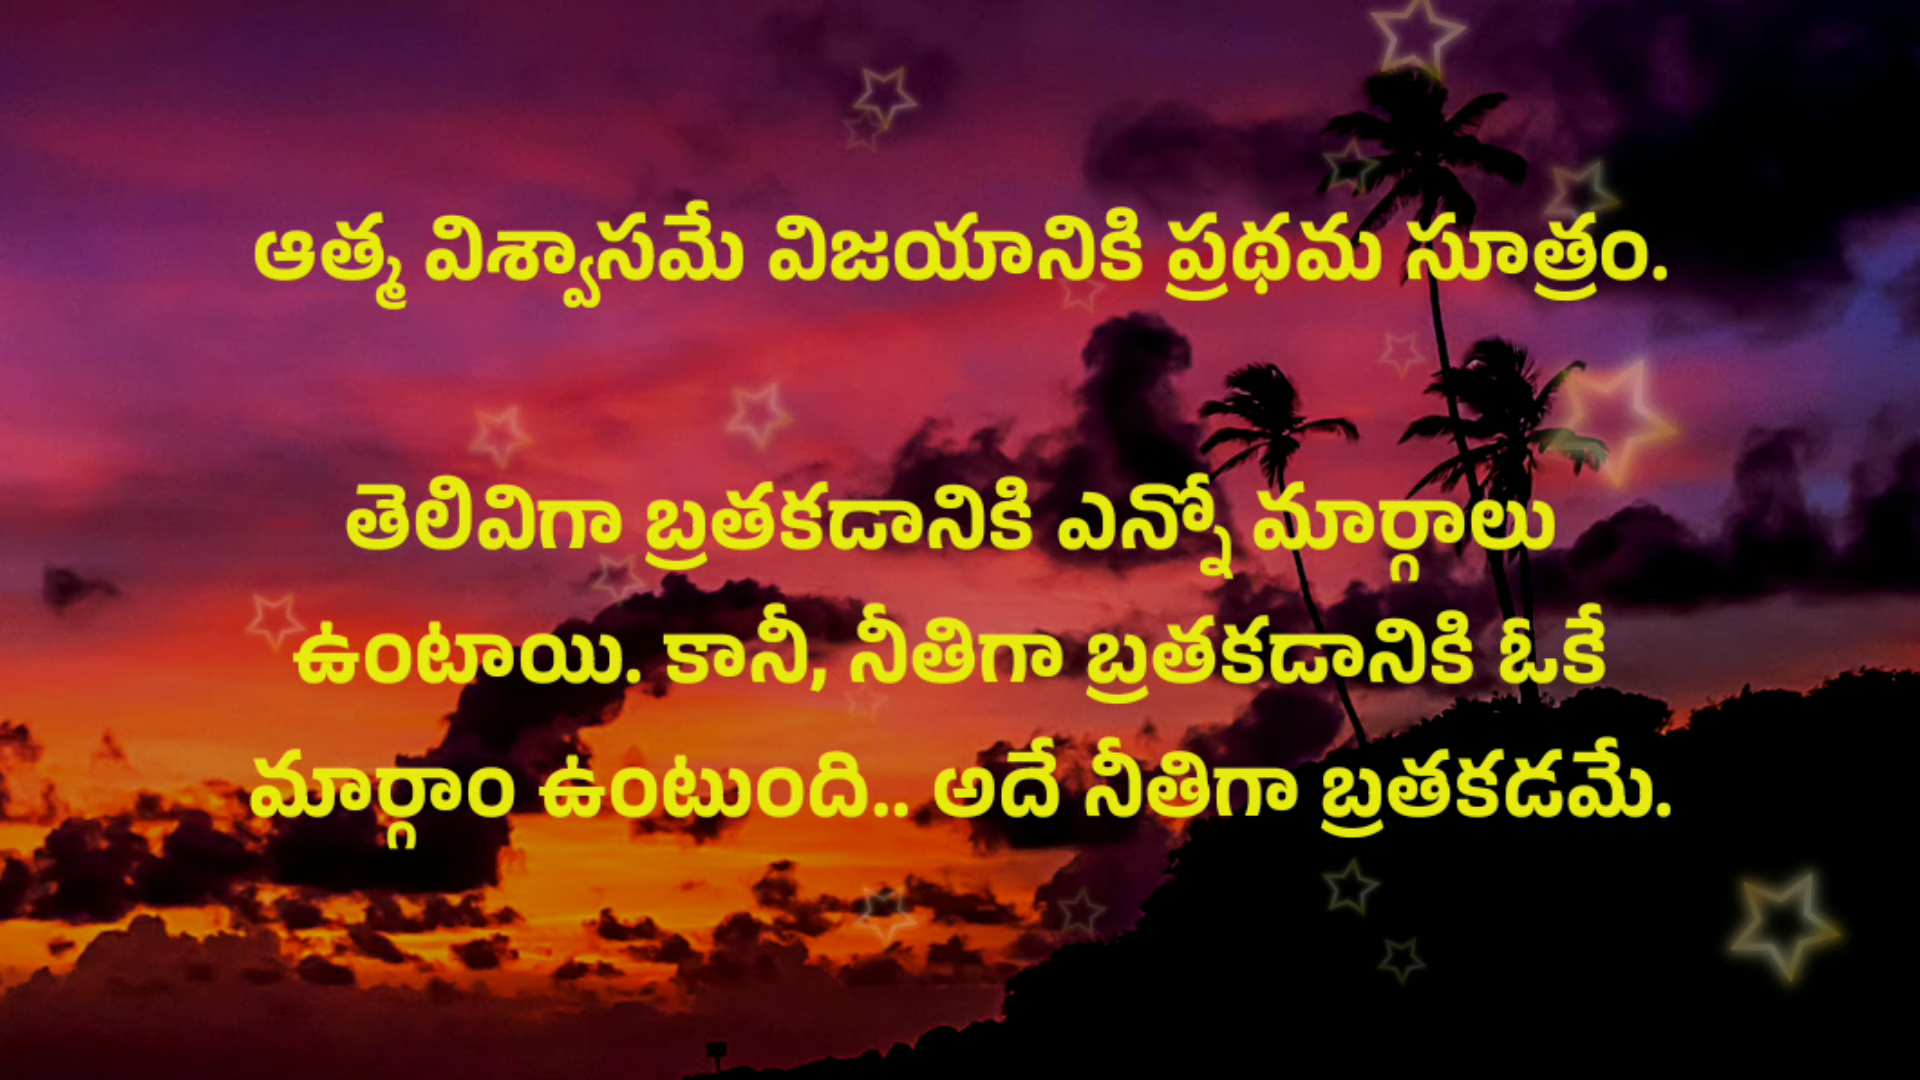 ఆత్మ విశ్వాసమే విజయానికి ప్రథమ సూత్రం.
తెలివిగా బ్రతకడానికి ఎన్నో మార్గాలు
ఉంటాయి. కానీ, నీతిగా బ్రతకడానికి ఓకే
మార్గాం ఉంటుంది.. అదే నీతిగా బ్రతకడమే.